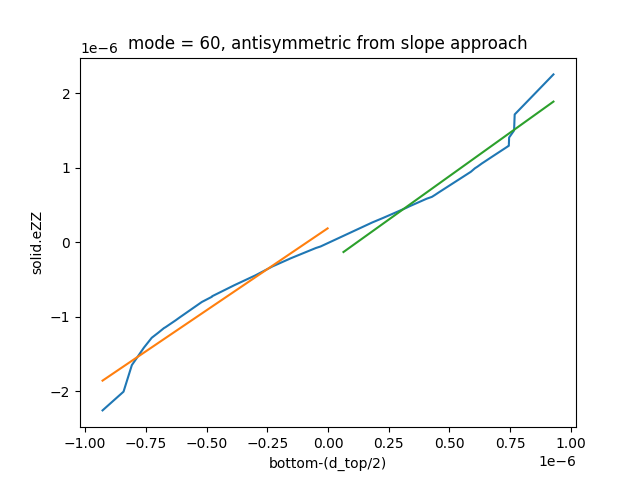 mode = 60, antisymmetric from slope approach
1e−6
2
1
0
−1
−2
solid.eZZ
−1.00
−0.75
−0.50
−0.25
0.00
0.25
0.50
0.75
1.00
bottom-(d_top/2)
1e−6